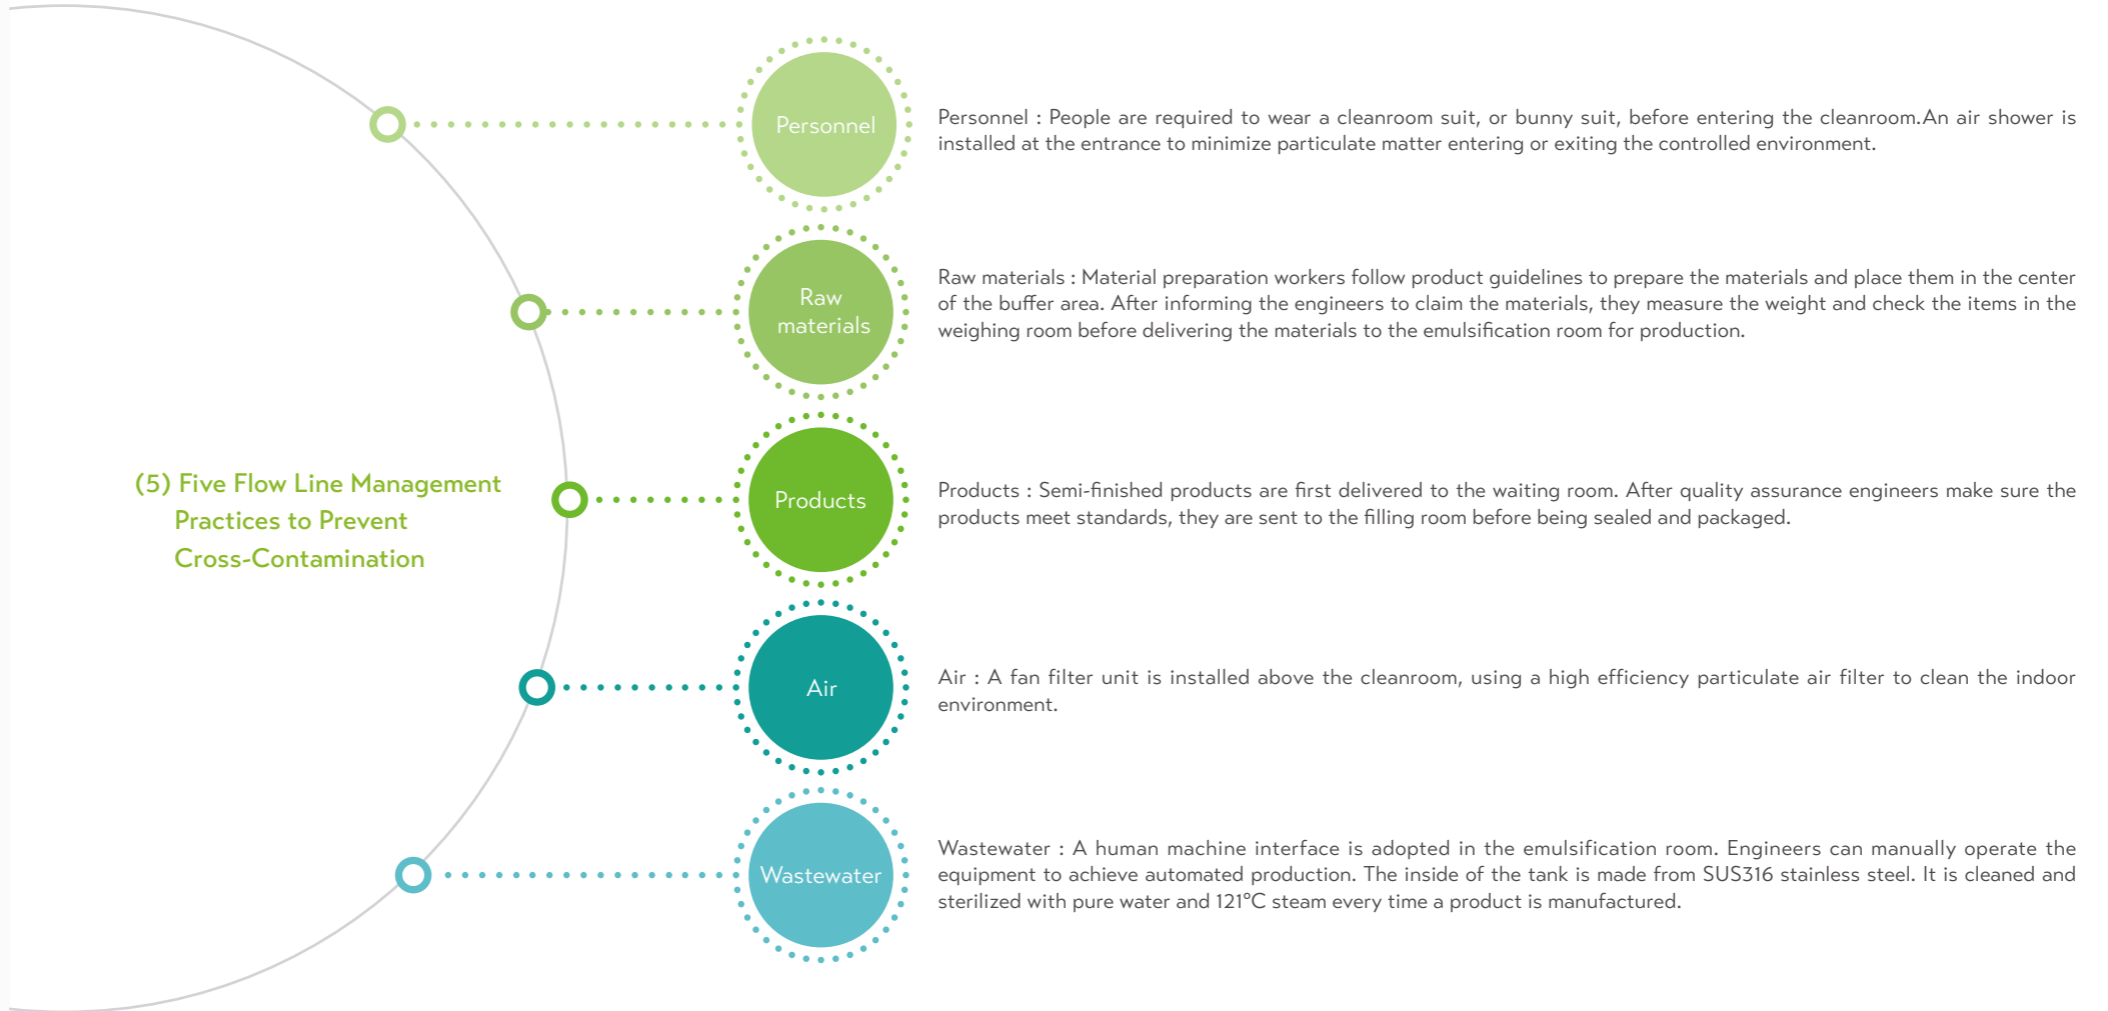 (5) Five Flow Line Management
Practices to Prevent
Cross-Contamination
Personnel
Personnel : People are required to wear a cleanroom suit, or bunny suit, before entering the cleanroom.An air shower is
installed at the entrance to minimize particulate matter entering or exiting the controlled environment.
Raw
materials
Raw materials : Material preparation workers follow product guidelines to prepare the materials and place them in the center
of the buffer area. After informing the engineers to claim the materials, they measure the weight and check the items in the
weighing room before delivering the materials to the emulsification room for production.
Products
Products : Semi-finished products are first delivered to the waiting room. After quality assurance engineers make sure the
products meet standards, they are sent to the filling room before being sealed and packaged.
Air
Air : A fan filter unit is installed above the cleanroom, using a high efficiency particulate air filter to clean the indoor
environment.
Wastewater
Wastewater : A human machine interface is adopted in the emulsification room. Engineers can manually operate the
equipment to achieve automated production. The inside of the tank is made from SUS316 stainless steel. It is cleaned and
sterilized with pure water and 121°C steam every time a product is manufactured.